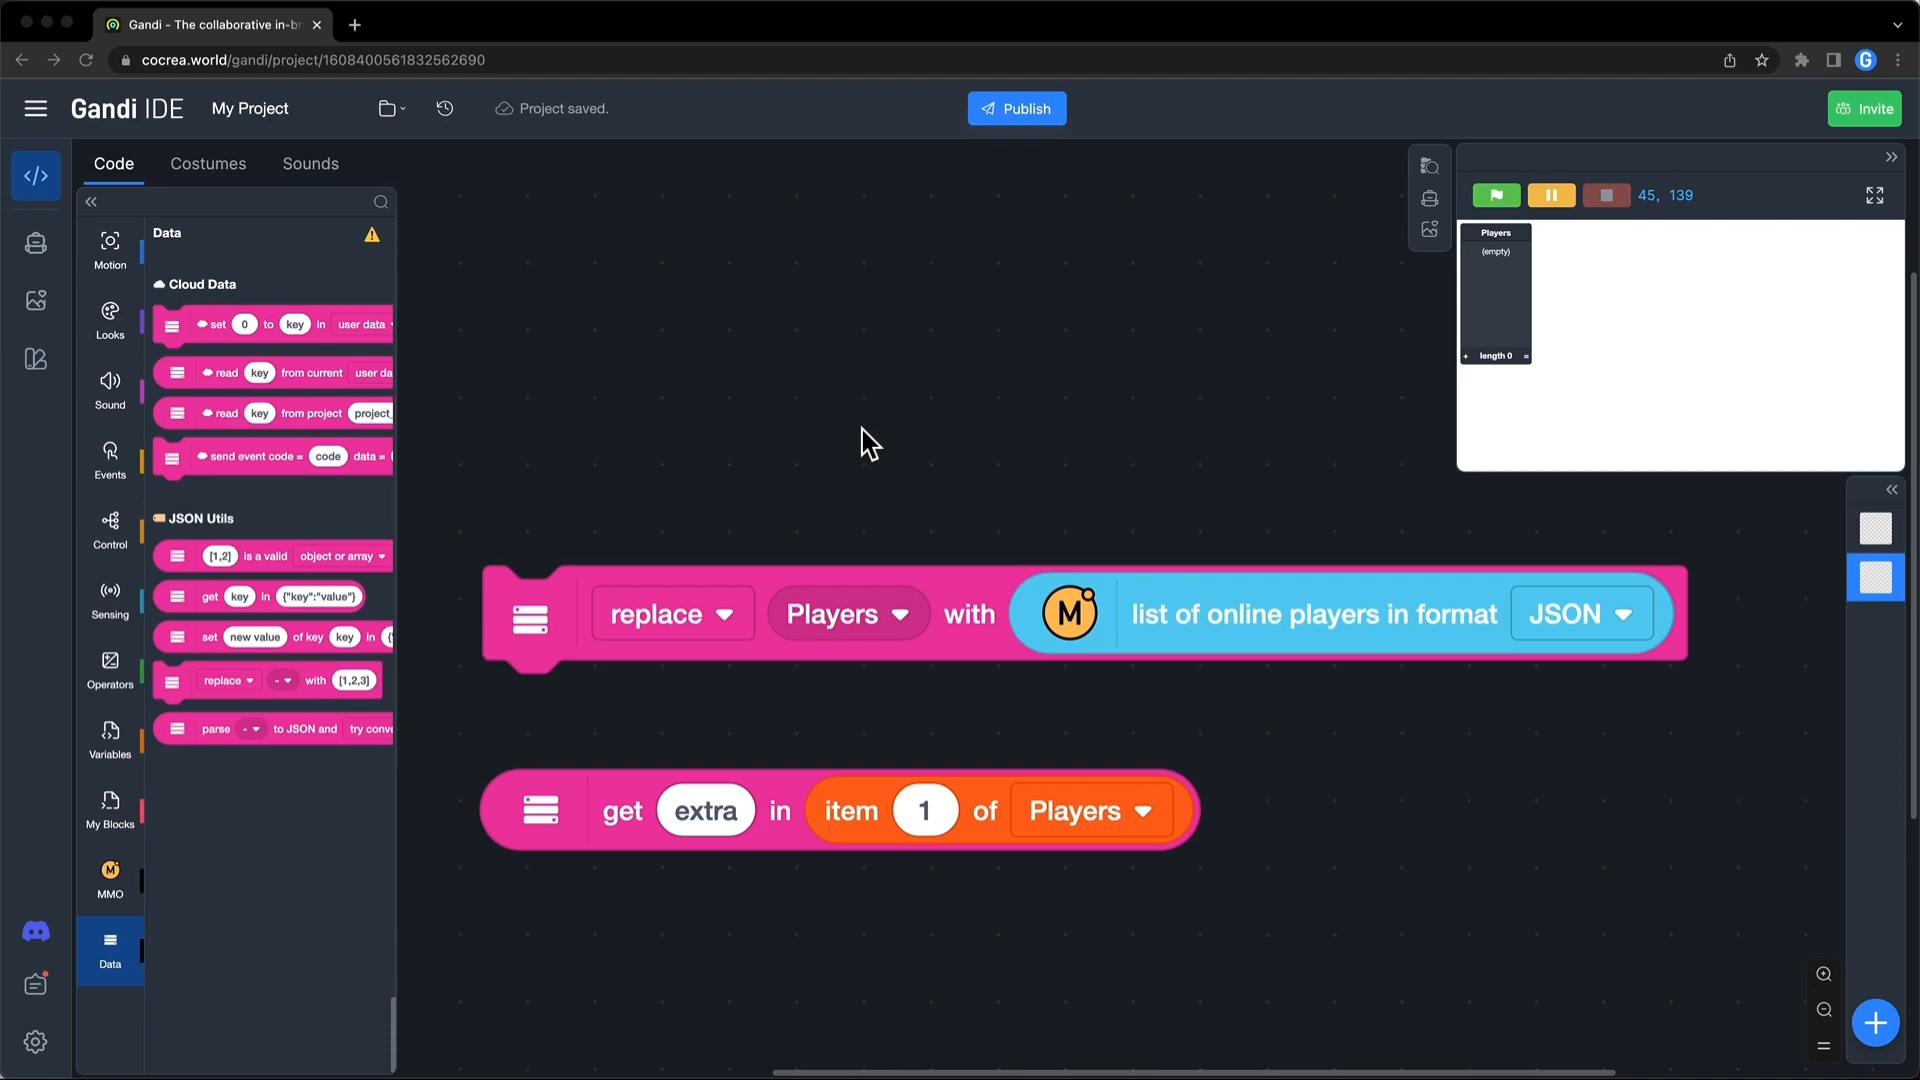 Gandi - The collaborative in-br
cocrea.world/gandi/project/1608400561832562690
G
Gandi IDE
My Project
Project saved.
Publish
Invite
Code
Costumes
Sounds
45, 139
Data
Motion
Looks
Sound
Events
Control
Sensing
Operators
Variables
My Blocks
M
MMO
Data
Cloud Data
set 0 to key in user data
read key from current user da
read key from project project_
send event code = code data =
JSON Utils
[1,2] is a valid object or array
get key in {"key":"value"}
set new value of key key in {
replace - with [1,2,3]
parse - to JSON and try conv
Players
(empty)
+ length 0 =
replace Players with M list of online players in format JSON
get extra in item 1 of Players